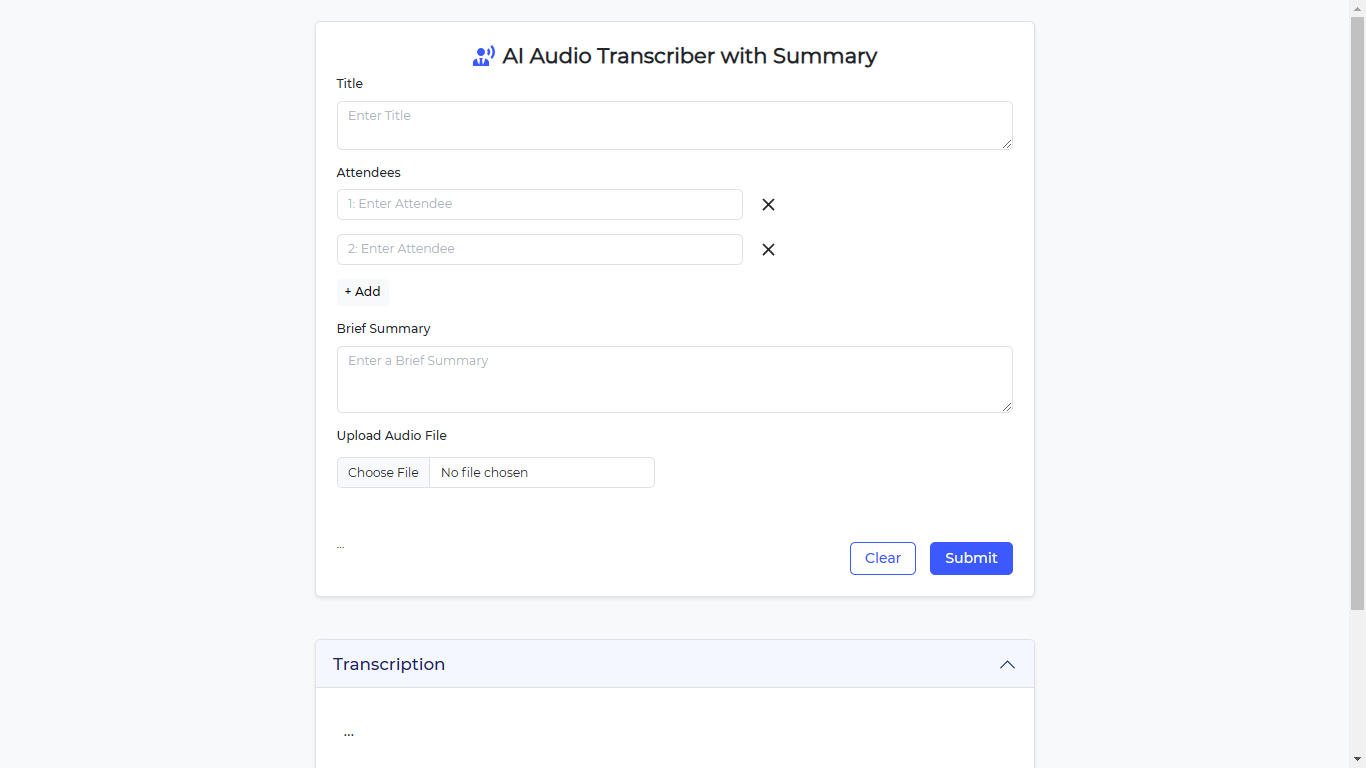 AI Audio Transcriber with Summary
Title
Enter Title
Attendees
1: Enter Attendee
2: Enter Attendee
+ Add
Brief Summary
Enter a Brief Summary
Upload Audio File
Choose File No file chosen
...
Clear Submit
Transcription
...